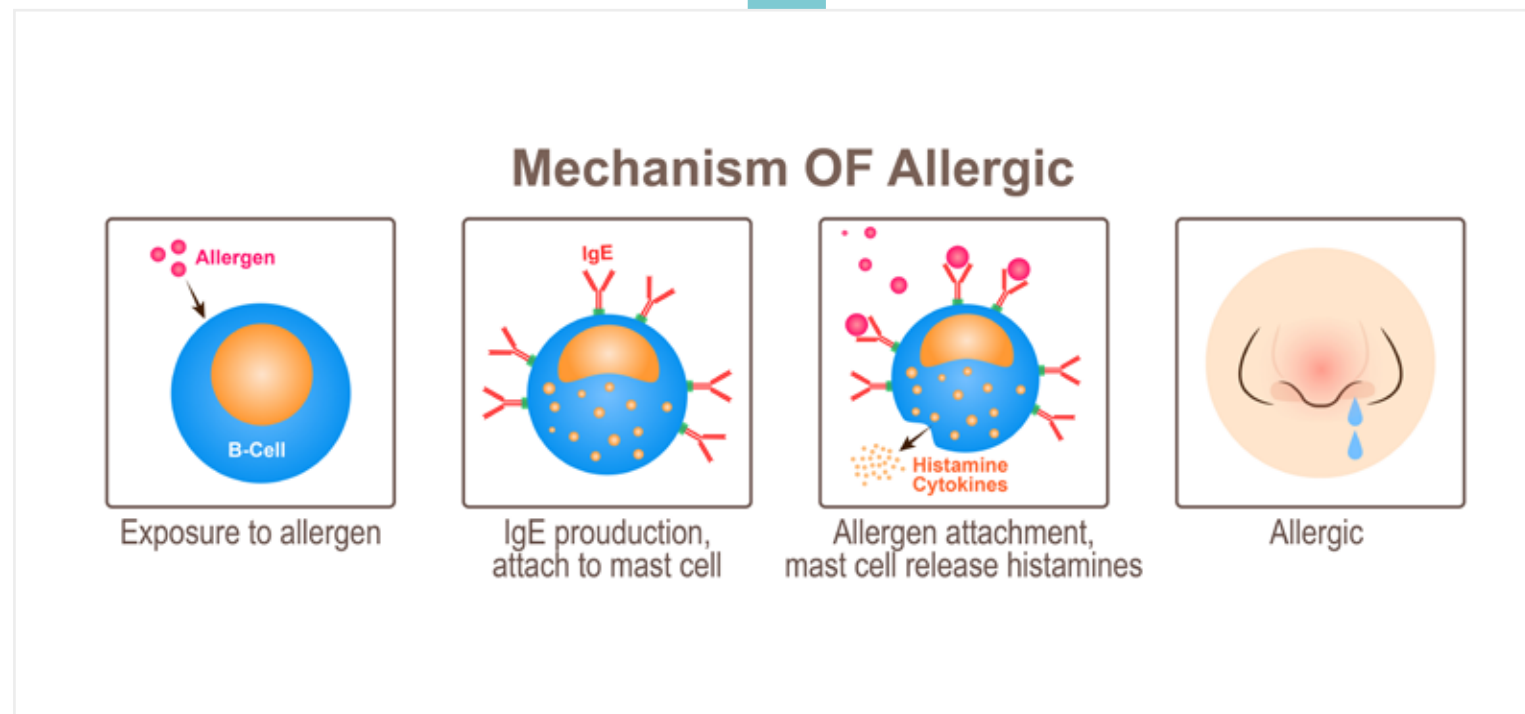 Mechanism OF Allergic
Allergen
B-Cell
Exposure to allergen
IgE
IgE prouduction,
attach to mast cell
Histamine
Cytokines
Allergen attachment,
mast cell release histamines
Allergic